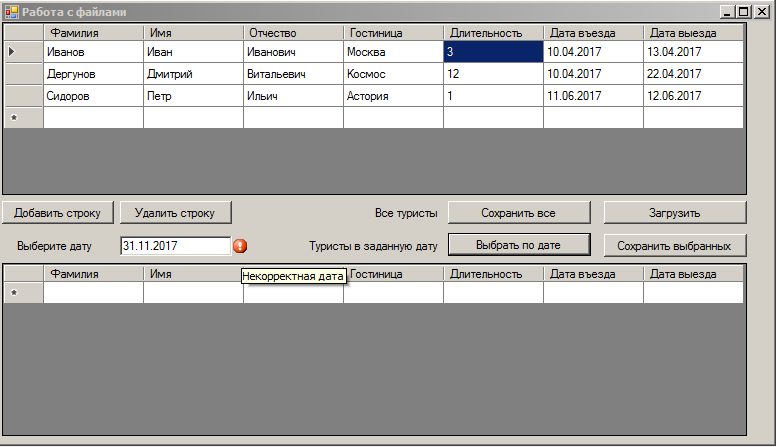 Работа с файлами
Фамилия Имя Отчество Гостиница Длительность Дата въезда Дата выезда
Иванов Иван Иванович Москва 3 10.04.2017 13.04.2017
Дергунов Дмитрий Витальевич Космос 12 10.04.2017 22.04.2017
Сидоров Петр Ильич Астория 1 11.06.2017 12.06.2017
*
Добавить строку Удалить строку Все туристы Сохранить все Загрузить
Выберите дату 31.11.2017 Туристы в заданную дату Выбрать по дате Сохранить выбранных
Фамилия Имя Некорректная дата Гостиница Длительность Дата въезда Дата выезда
*